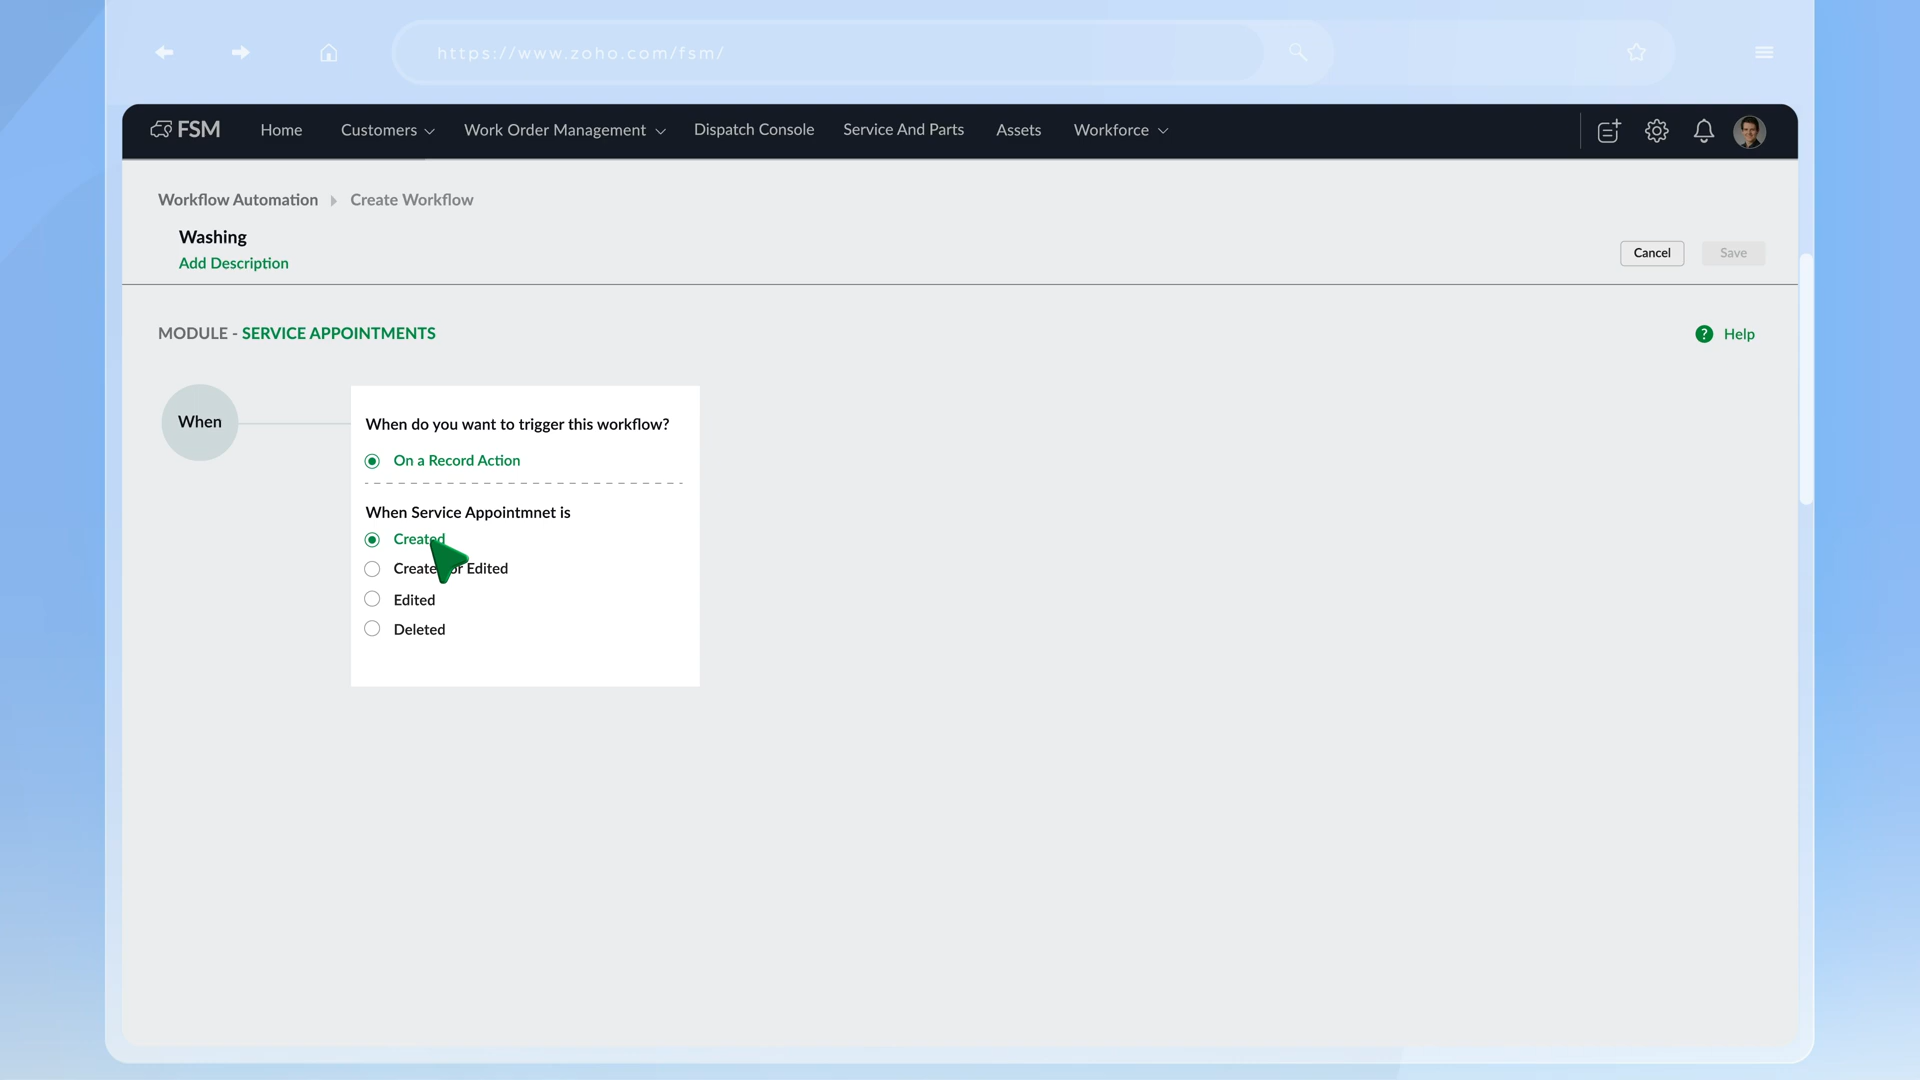 https://www.zoho.com/fsm/
FSM Home Customers Work Order Management Dispatch Console Service And Parts Assets Workforce
Workflow Automation Create Workflow
Washing
Add Description
Cancel Save
MODULE - SERVICE APPOINTMENTS
? Help
When
When do you want to trigger this workflow?
On a Record Action
When Service Appointmnet is
Created
Create or Edited
Edited
Deleted